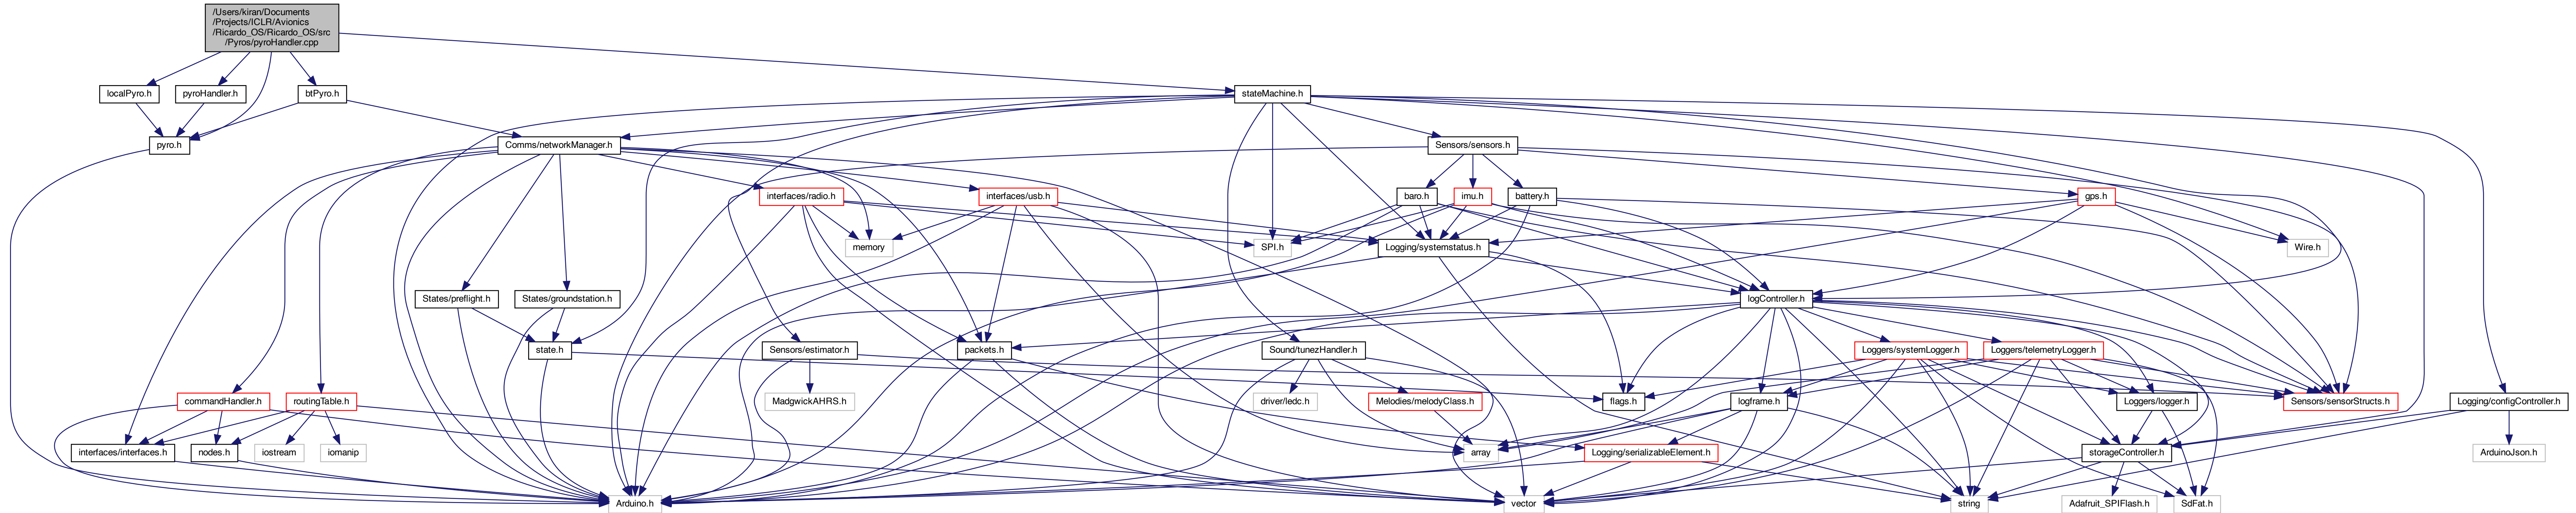 /Users/kiran/Documents
/Projects/ICLR/Avionics
/Ricardo_OS/Ricardo_OS/src
/Pyros/pyroHandler.cpp
localPyro.h
pyroHandler.h
btPyro.h
stateMachine.h
pyro.h
Comms/networkManager.h
Sensors/sensors.h
interfaces/radio.h
interfaces/usb.h
baro.h
imu.h
battery.h
gps.h
memory
SPI.h
Logging/systemstatus.h
Wire.h
States/preflight.h
States/groundstation.h
logController.h
state.h
Sensors/estimator.h
packets.h
Sound/tunezHandler.h
Loggers/systemLogger.h
Loggers/telemetryLogger.h
commandHandler.h
routingTable.h
MadgwickAHRS.h
flags.h
driver/ledc.h
Melodies/melodyClass.h
logframe.h
Loggers/logger.h
Sensors/sensorStructs.h
Logging/configController.h
interfaces/interfaces.h
nodes.h
iostream
iomanip
array
Logging/serializableElement.h
storageController.h
ArduinoJson.h
Arduino.h
vector
string
Adafruit_SPIFlash.h
SdFat.h